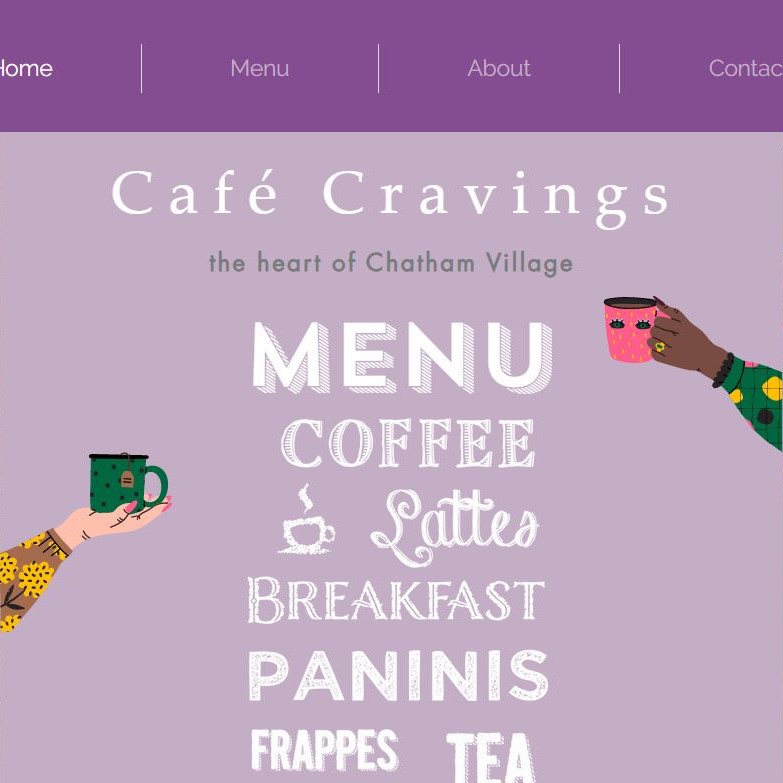 Home Menu About Contac
Café Cravings
the heart of Chatham Village
MENU
COFFEE
Lattes
BREAKFAST
PANINIS
FRAPPES TEA